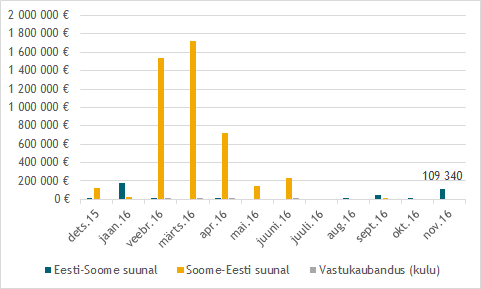 2 000 000 €
1 800 000 €
1 600 000 €
1 400 000 €
1 200 000 €
1 000 000 €
800 000 €
600 000 €
400 000 €
200 000 €
0 €
109 340
dets.15
jaan.16
veebr.16
märts.16
apr.16
mai.16
juuni.16
juuli.16
aug.16
sept.16
okt.16
nov.16
Eesti-Soome suunal
Soome-Eesti suunal
Vastukaubandus (kulu)